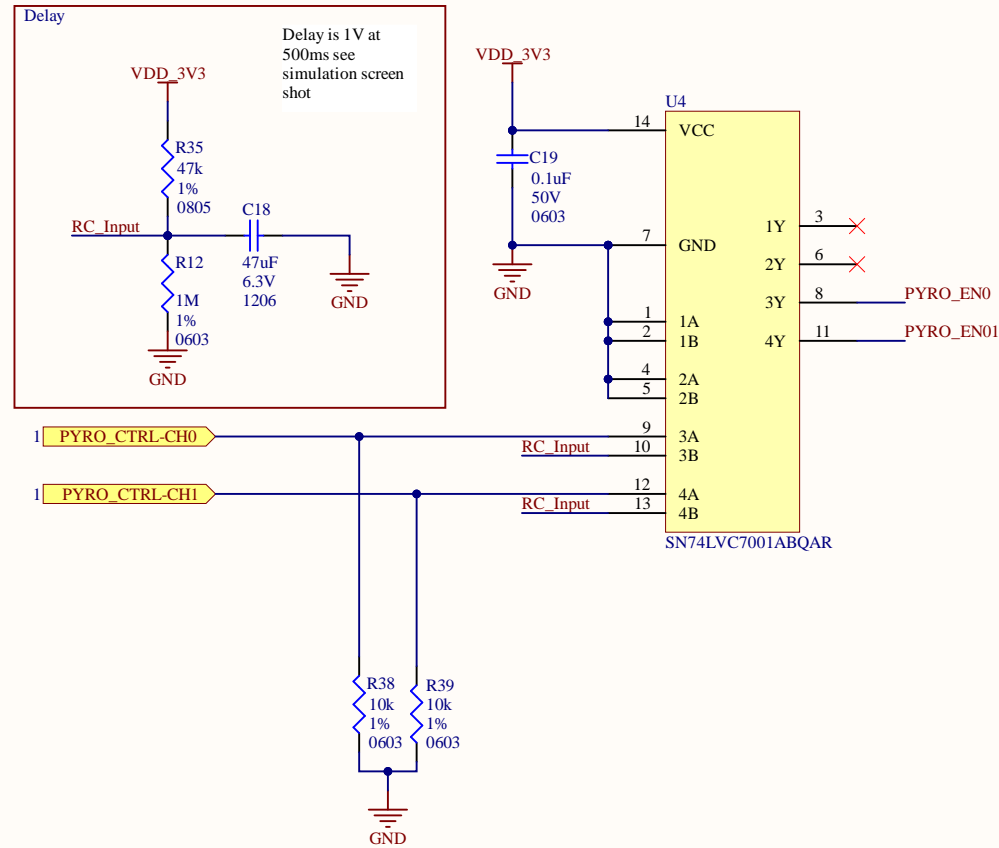 Delay
Delay is 1V at
500ms see
simulation screen
shot
VDD_3V3
R35
47k
1%
0805
RC_Input
C18
47uF
6.3V
1206
GND
R12
1M
1%
0603
GND
VDD_3V3
C19
0.1uF
50V
0603
GND
U4
14
VCC
7
GND
1
1A
2
1B
4
2A
5
2B
9
3A
10
3B
12
4A
13
4B
1Y
3
2Y
6
3Y
8
PYRO_EN0
4Y
11
PYRO_EN01
SN74LVC7001ABQAR
1
PYRO_CTRL-CH0
RC_Input
1
PYRO_CTRL-CH1
RC_Input
R38
10k
1%
0603
R39
10k
1%
0603
GND